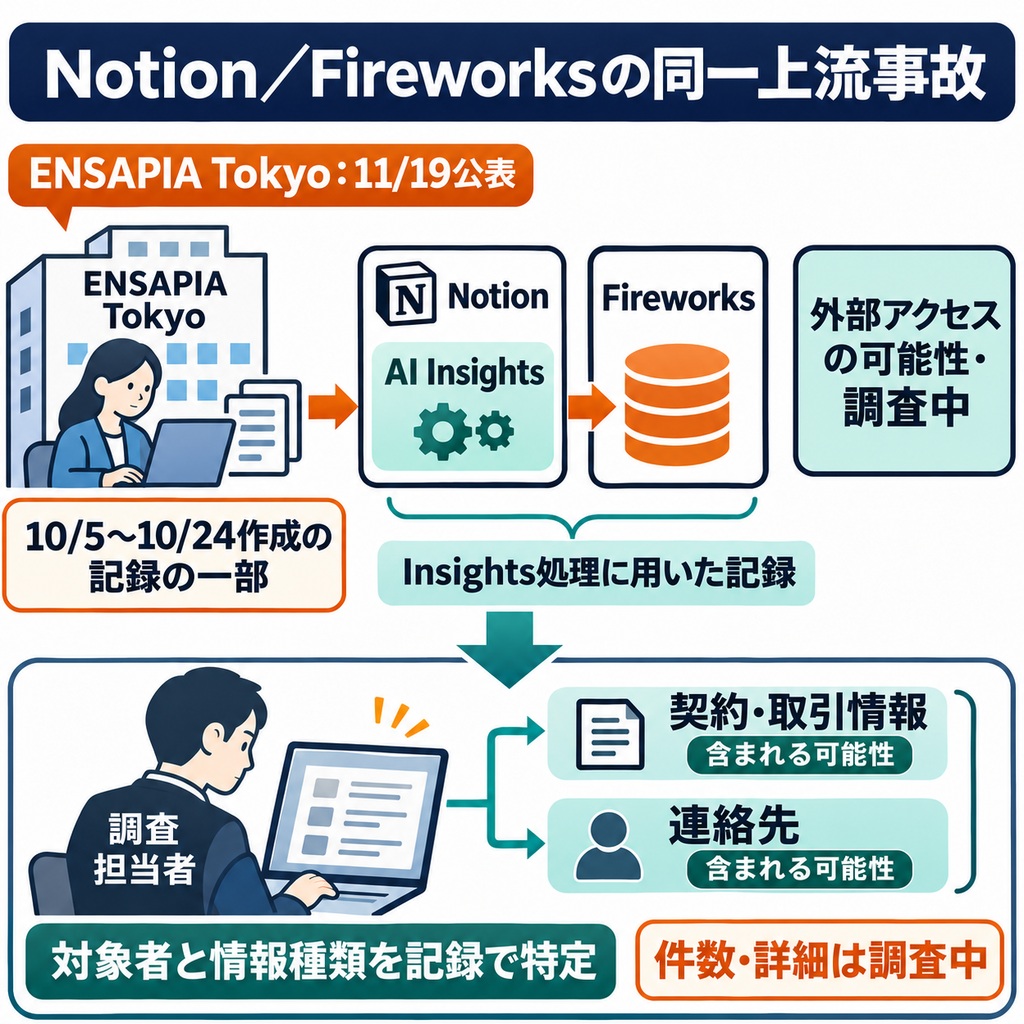 Notion／Fireworksの同一上流事故
ENSAPIA Tokyo：11/19公表
ENSAPIA
Tokyo
N Notion
AI Insights
Fireworks
外部アクセス
の可能性・
調査中
10/5〜10/24作成の
記録の一部
Insights処理に用いた記録
調査
担当者
契約・取引情報
含まれる可能性
連絡先
含まれる可能性
対象者と情報種類を記録で特定
件数・詳細は調査中